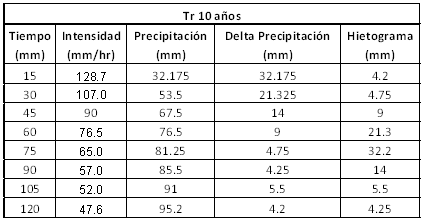 Tr 10 años
Tiempo Intensidad Precipitación Delta Precipitación Hietograma
(mm) (mm/hr) (mm) (mm) (mm)
15 128.7 32.175 32.175 4.2
30 107.0 53.5 21.325 4.75
45 90 67.5 14 9
60 76.5 76.5 9 21.3
75 65.0 81.25 4.75 32.2
90 57.0 85.5 4.25 14
105 52.0 91 5.5 5.5
120 47.6 95.2 4.2 4.25